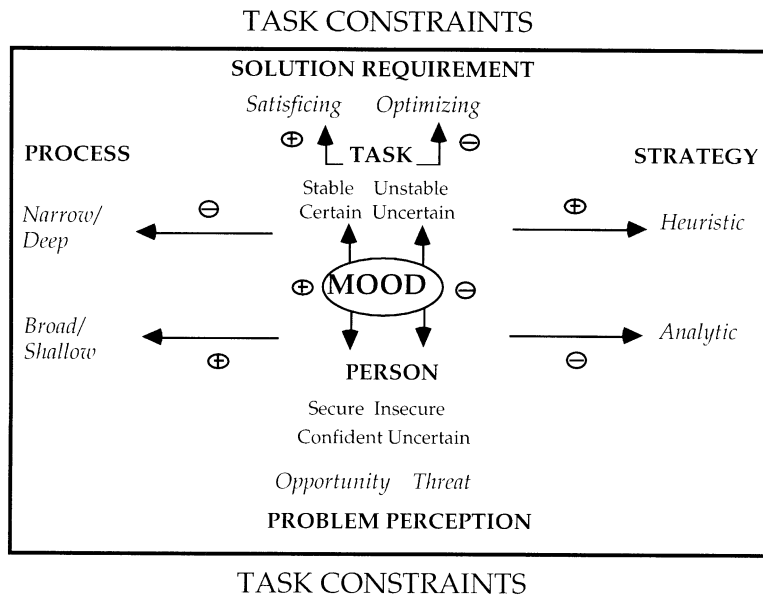 TASK CONSTRAINTS
SOLUTION REQUIREMENT
Satisficing Optimizing
PROCESS
TASK
STRATEGY
Stable Unstable
Certain Uncertain
Narrow/
Deep
Heuristic
MOOD
Broad/
Shallow
Analytic
PERSON
Secure Insecure
Confident Uncertain
Opportunity Threat
PROBLEM PERCEPTION
TASK CONSTRAINTS